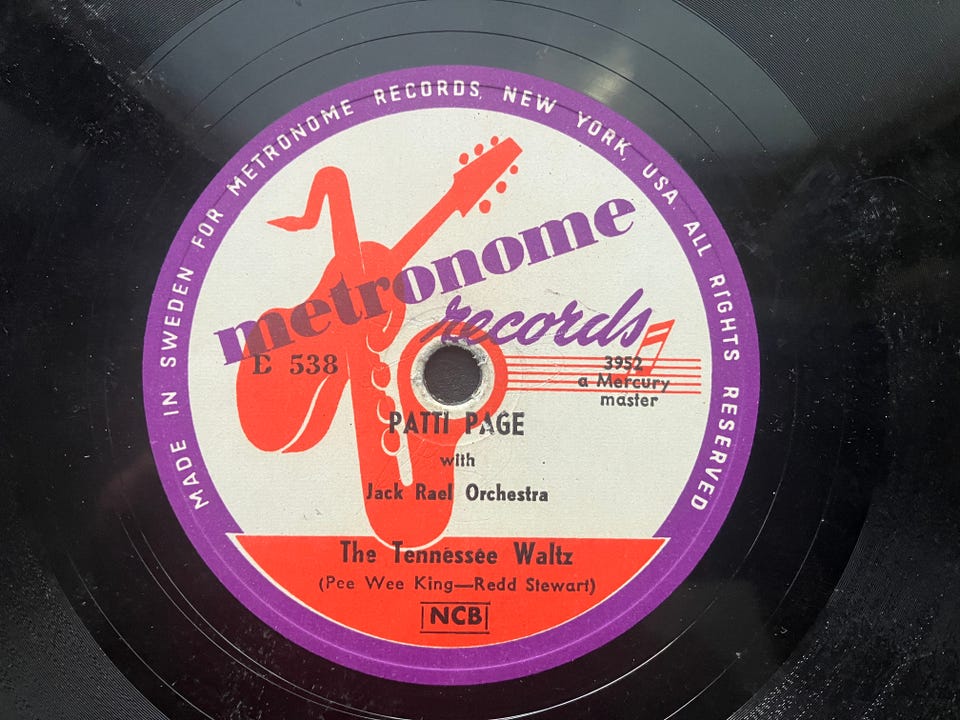 MADE IN SWEDEN FOR METRONOME RECORDS, NEW YORK, USA. ALL RIGHTS RESERVED
metronome
records
E 538
3952
a Mercury
master
PATTI PAGE
with
Jack Rael Orchestra
The Tennessee Waltz
(Pee Wee King—Redd Stewart)
NCB